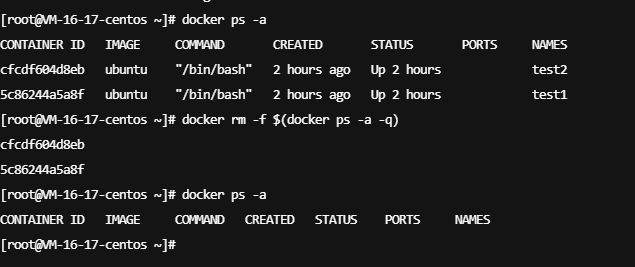 [root@VM-16-17-centos ~]# docker ps -a
CONTAINER ID   IMAGE     COMMAND       CREATED       STATUS       PORTS     NAMES
cfcdf604d8eb   ubuntu    "/bin/bash"   2 hours ago   Up 2 hours             test2
5c86244a5a8f   ubuntu    "/bin/bash"   2 hours ago   Up 2 hours             test1
[root@VM-16-17-centos ~]# docker rm -f $(docker ps -a -q)
cfcdf604d8eb
5c86244a5a8f
[root@VM-16-17-centos ~]# docker ps -a
CONTAINER ID   IMAGE     COMMAND   CREATED   STATUS    PORTS     NAMES
[root@VM-16-17-centos ~]#